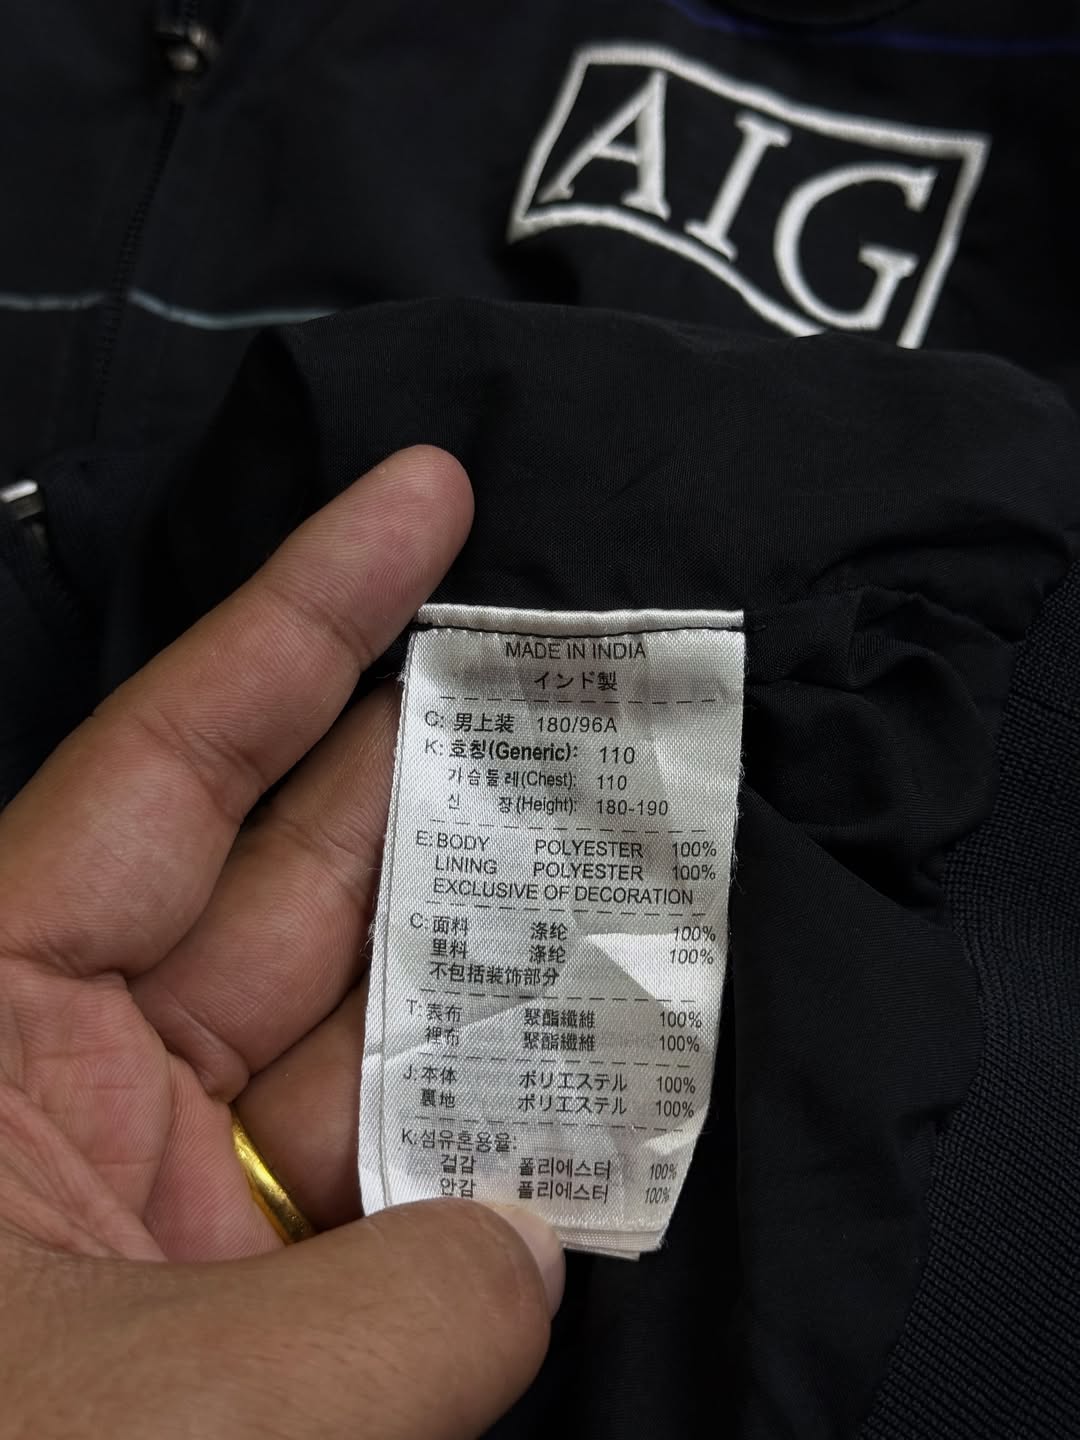 AIG
MADE IN INDIA
インド製
C: 男上装 180/96A
K: 호칭(Generic): 110
가슴둘레(Chest): 110
신 장(Height): 180-190
E: BODY POLYESTER 100%
LINING POLYESTER 100%
EXCLUSIVE OF DECORATION
C: 面料 涤纶 100%
里料 涤纶 100%
不包括装饰部分
T: 表布 聚酯纖維 100%
裡布 聚酯纖維 100%
J: 本体 ポリエステル 100%
裏地 ポリエステル 100%
K: 섬유혼용율:
겉감 폴리에스터 100%
안감 폴리에스터 100%